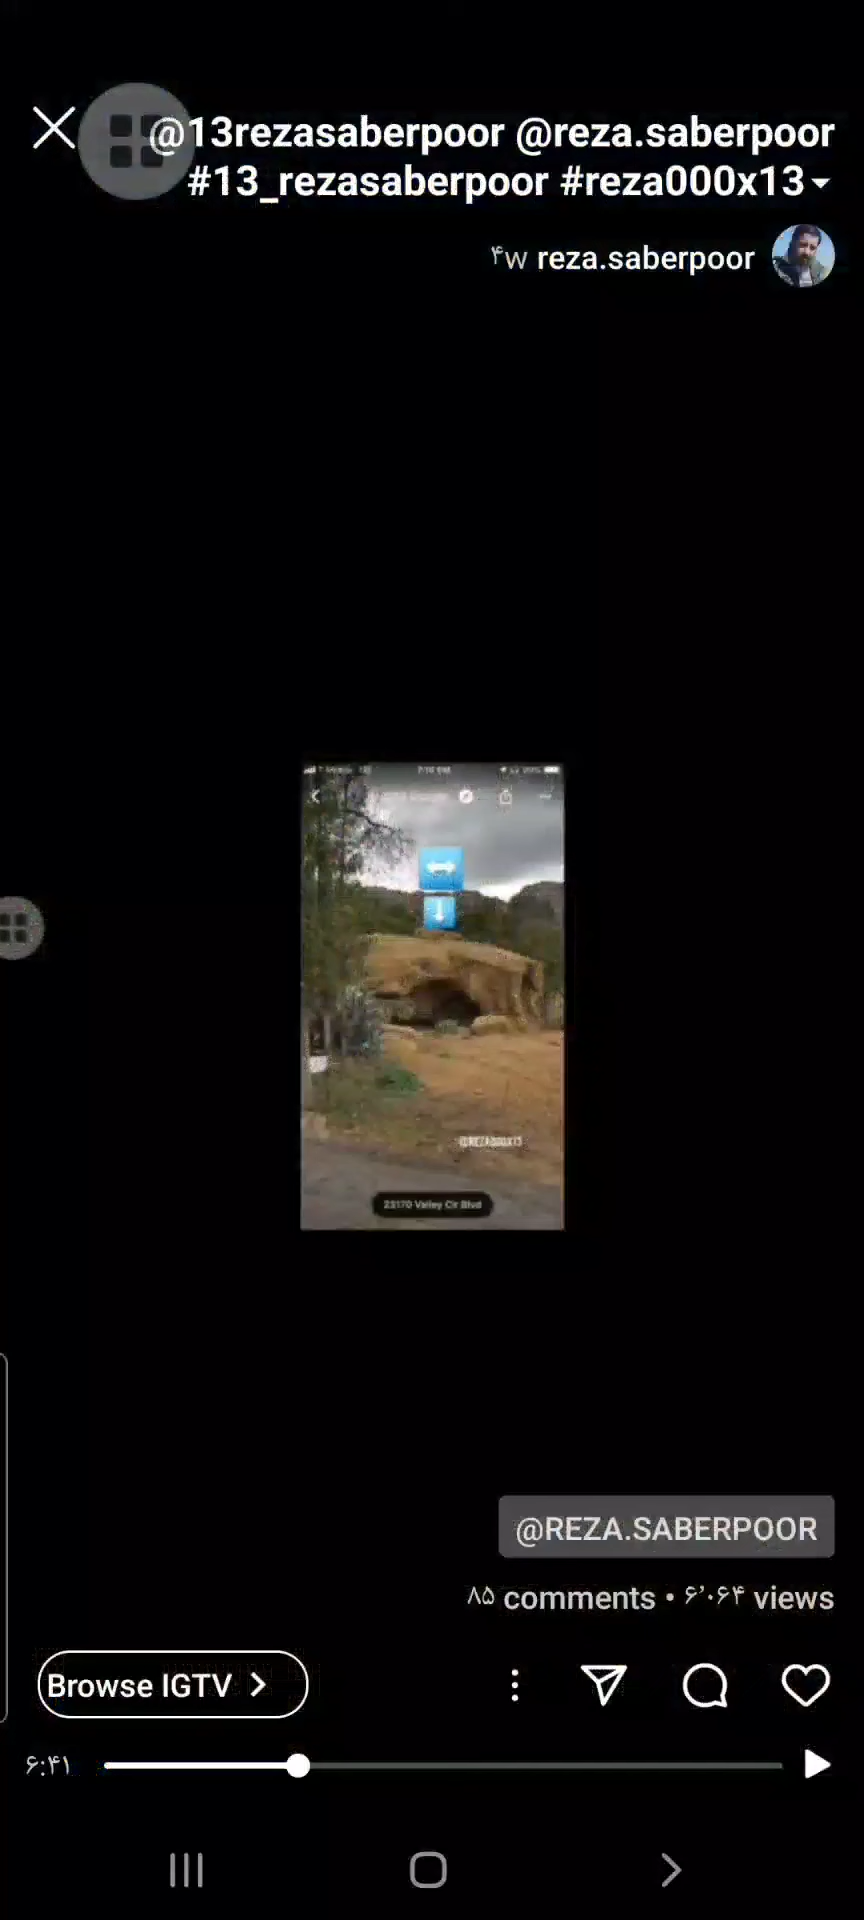 @13rezasaberpoor @reza.saberpoor
#13_rezasaberpoor #reza000x13
۴w reza.saberpoor
@REZA000X13
23170 Valley Cir Blvd
@REZA.SABERPOOR
۸۵ comments • ۶٬۰۶۴ views
Browse IGTV
۶:۴۱